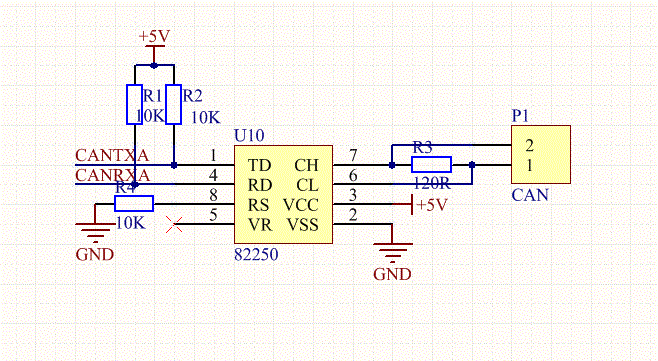 +5V
R1
R2
10K
10K
P1
U10
CANTXA
1
TD
CH
7
R3
2
1
CANRXA
4
RD
CL
6
120R
CAN
R4
8
RS
VCC
3
+5V
10K
5
VR
VSS
2
GND
82250
GND